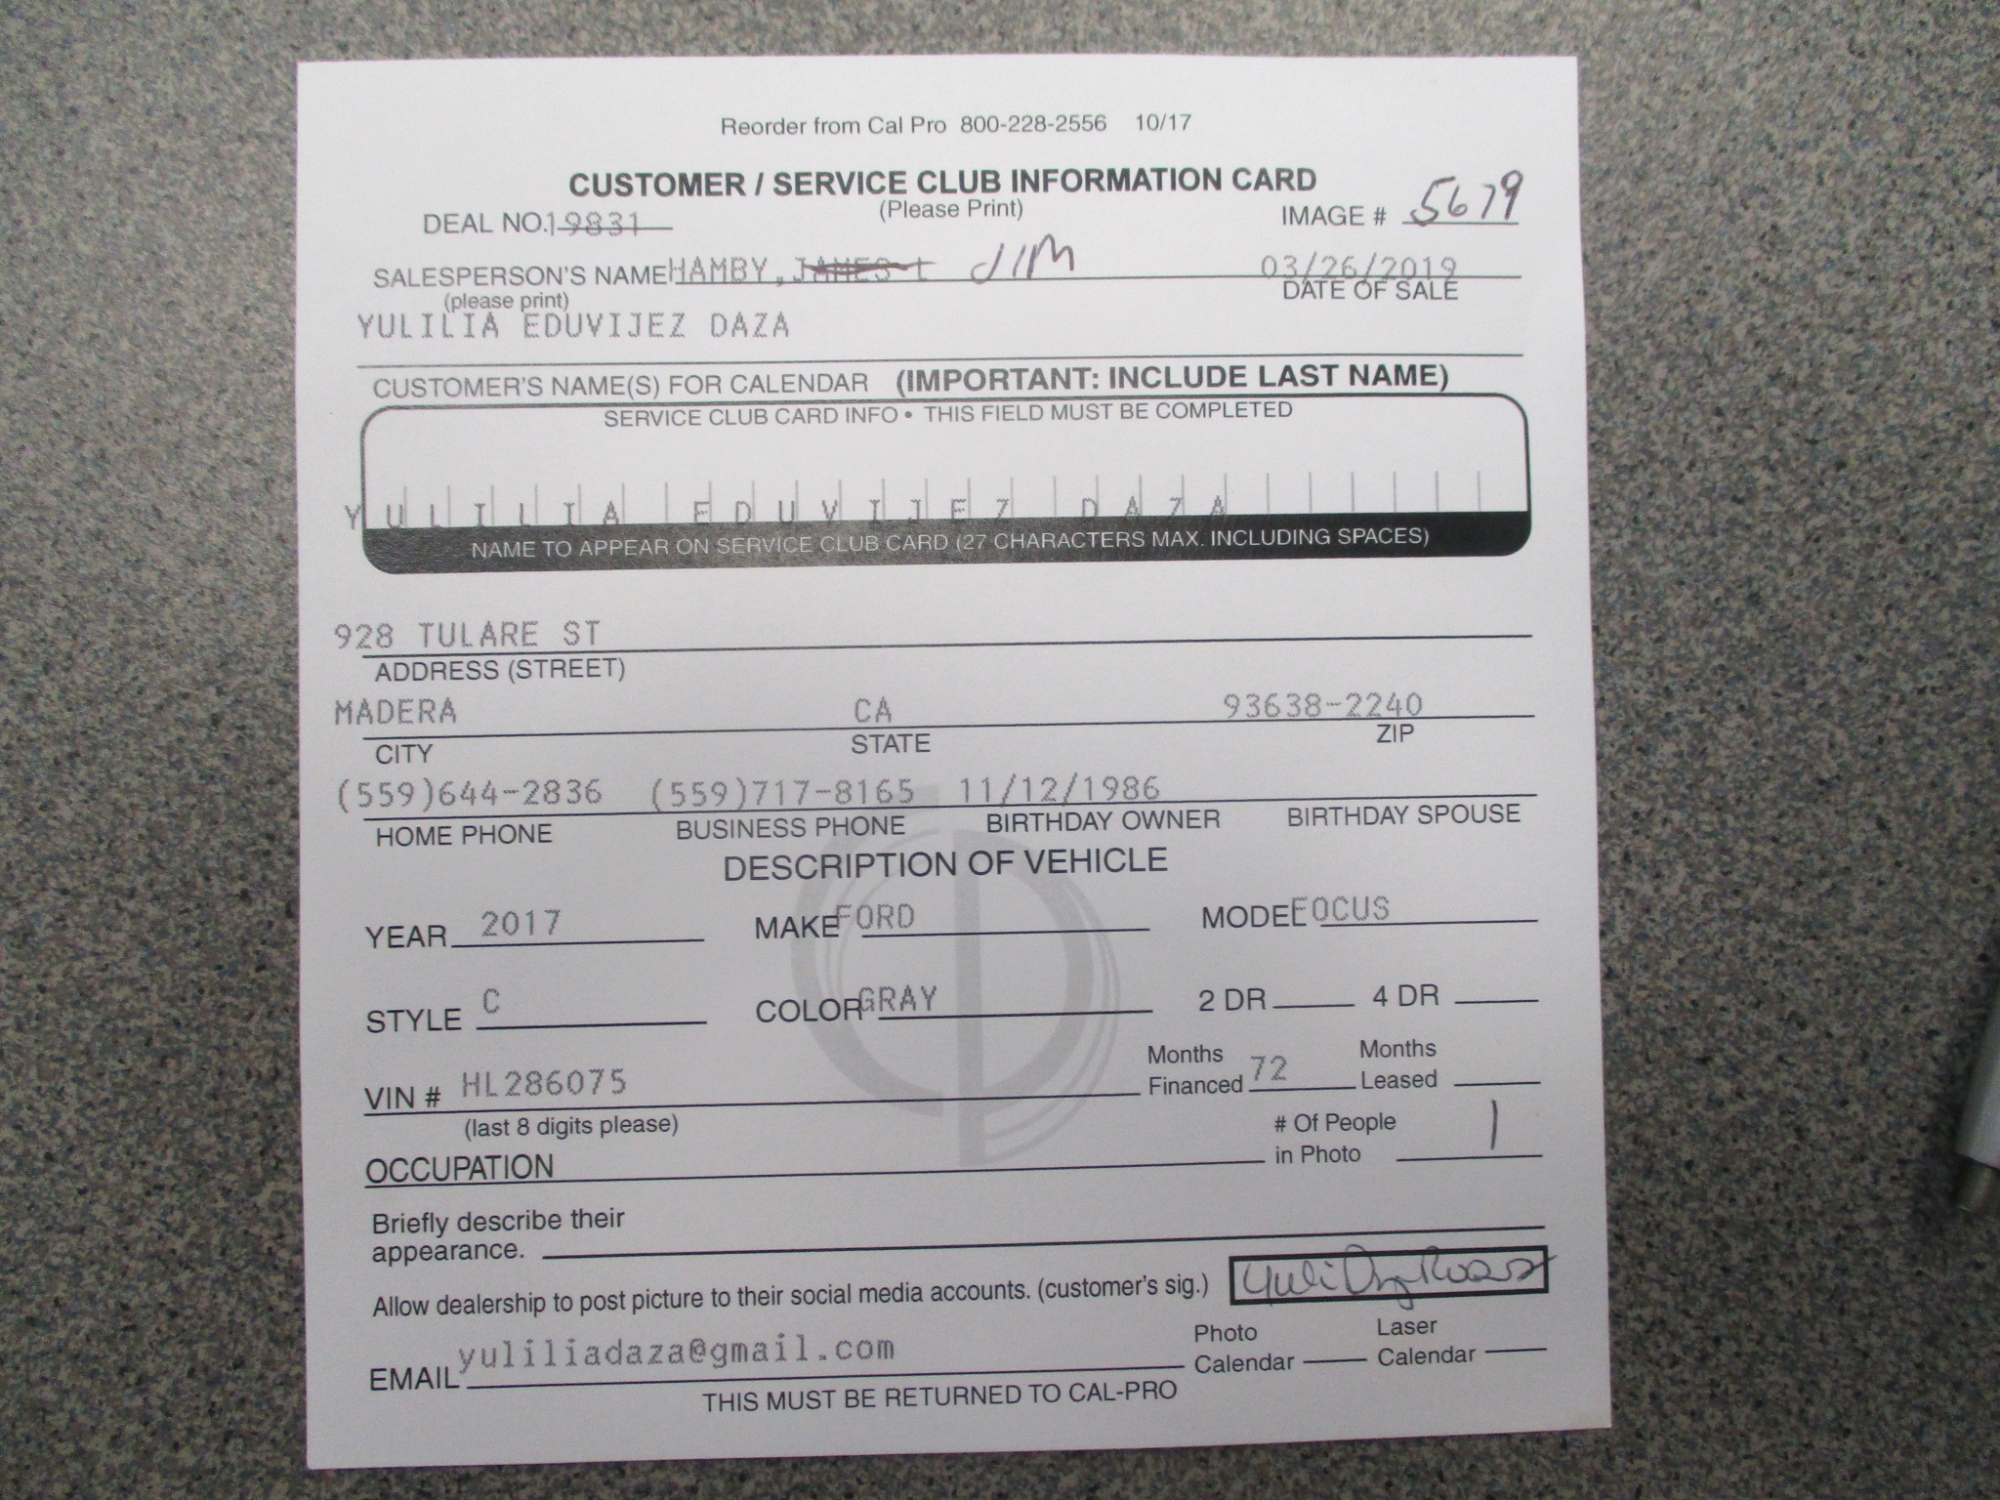 Reorder from Cal Pro 800-228-2556 10/17
CUSTOMER / SERVICE CLUB INFORMATION CARD
(Please Print)
DEAL NO. 19831
IMAGE # 5679
SALESPERSON'S NAME HAMBY, JAMES L JIM
(please print)
03/26/2019
DATE OF SALE
YULILIA EDUVIJEZ DAZA
CUSTOMER'S NAME(S) FOR CALENDAR (IMPORTANT: INCLUDE LAST NAME)
SERVICE CLUB CARD INFO • THIS FIELD MUST BE COMPLETED
YULILIA EDUVIJEZ DAZA
NAME TO APPEAR ON SERVICE CLUB CARD (27 CHARACTERS MAX. INCLUDING SPACES)
928 TULARE ST
ADDRESS (STREET)
MADERA CA 93638-2240
CITY STATE ZIP
(559)644-2836 (559)717-8165 11/12/1986
HOME PHONE BUSINESS PHONE BIRTHDAY OWNER BIRTHDAY SPOUSE
DESCRIPTION OF VEHICLE
YEAR 2017 MAKE FORD MODEL FOCUS
STYLE C COLOR GRAY 2 DR 4 DR
VIN # HL286075
(last 8 digits please)
Months Financed 72 Months Leased
OCCUPATION
# Of People in Photo 1
Briefly describe their
appearance.
Allow dealership to post picture to their social media accounts. (customer's sig.)
EMAIL yuliliadaza@gmail.com
Photo Calendar Laser Calendar
THIS MUST BE RETURNED TO CAL-PRO